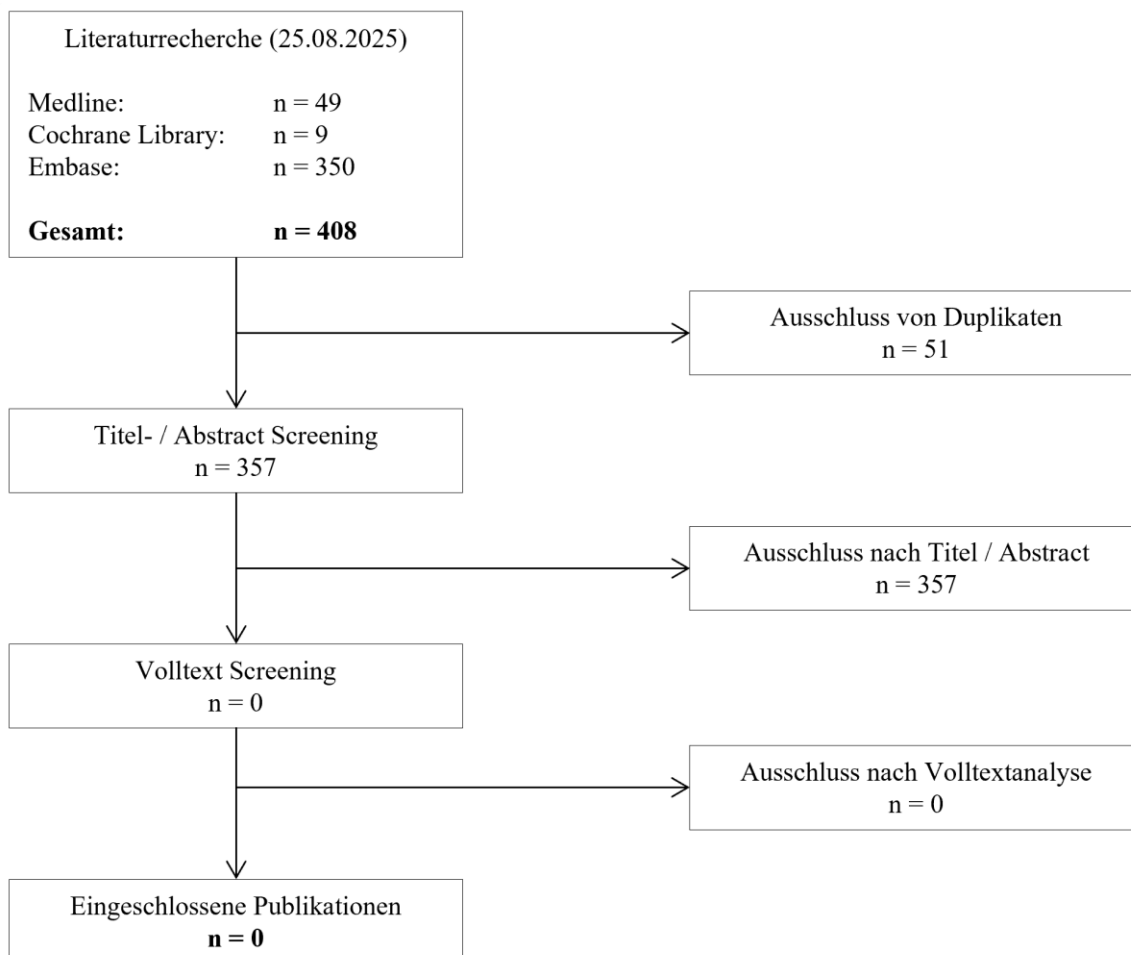 Literaturrecherche (25.08.2025)
Medline: n = 49
Cochrane Library: n = 9
Embase: n = 350
Gesamt: n = 408
Ausschluss von Duplikaten
n = 51
Titel- / Abstract Screening
n = 357
Ausschluss nach Titel / Abstract
n = 357
Volltext Screening
n = 0
Ausschluss nach Volltextanalyse
n = 0
Eingeschlossene Publikationen
n = 0